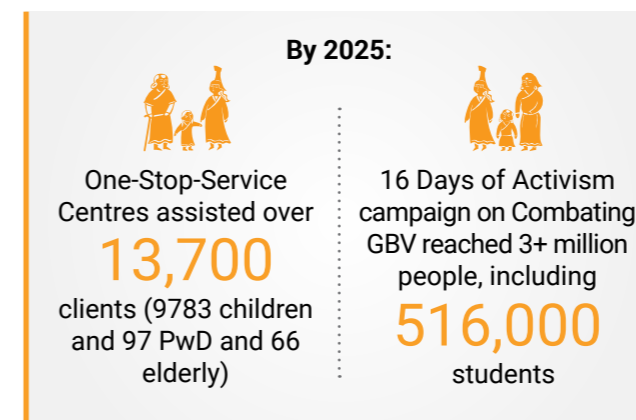 By 2025:
One-Stop-Service
Centres assisted over
13,700
clients (9783 children
and 97 PwD and 66
elderly)
16 Days of Activism
campaign on Combating
GBV reached 3+ million
people, including
516,000
students